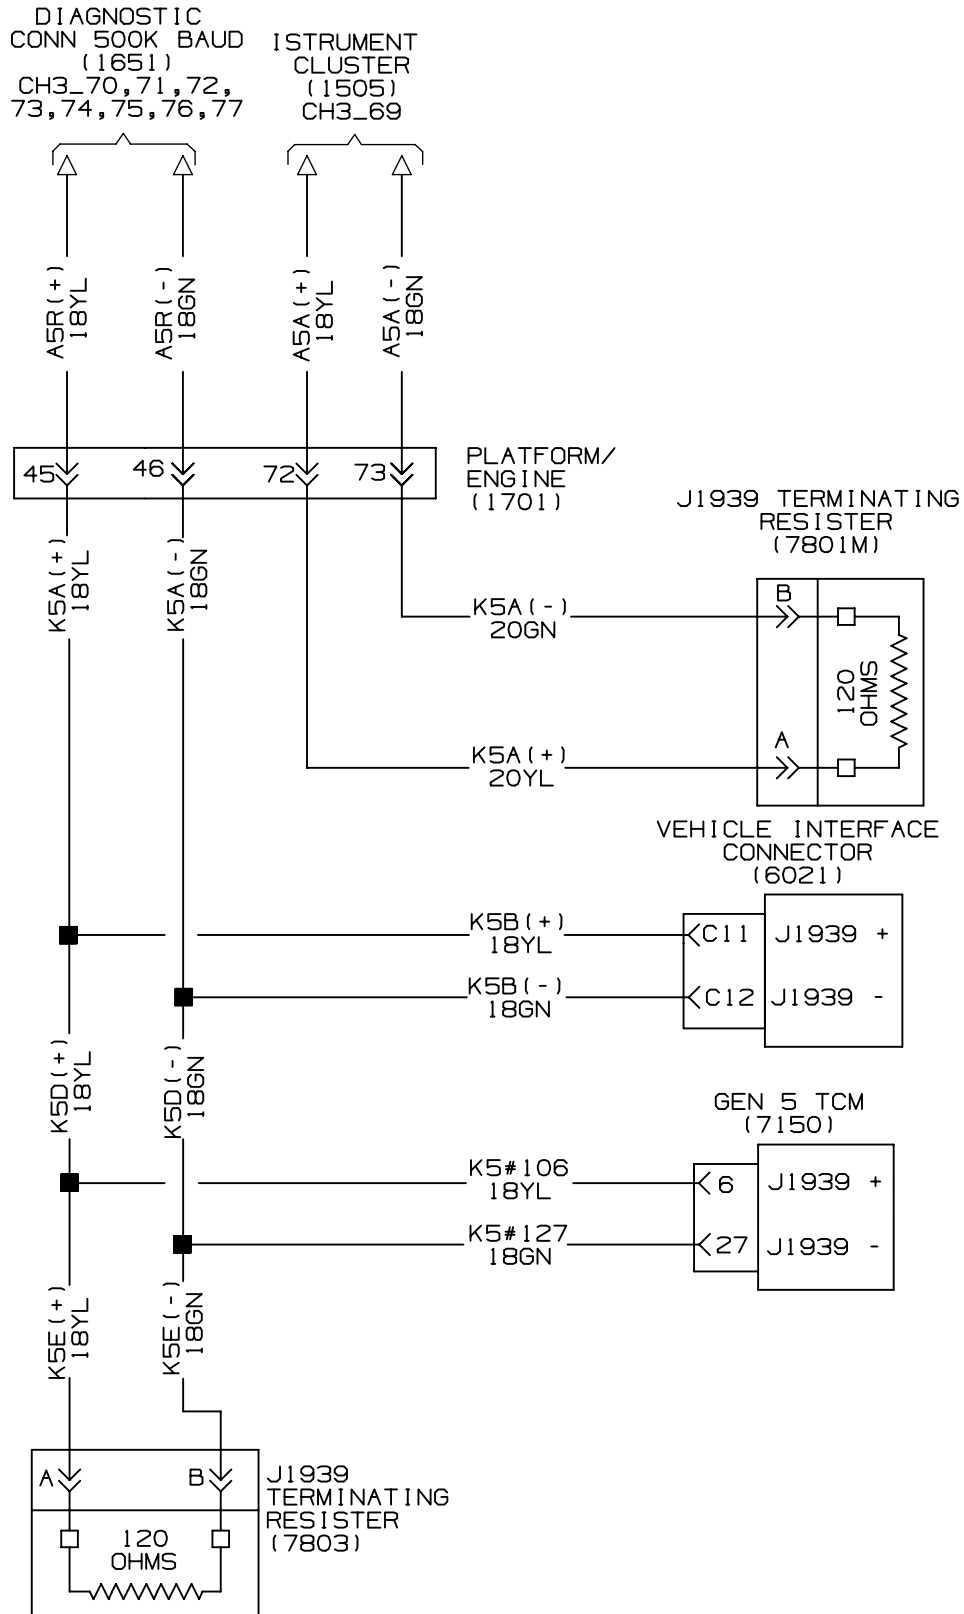 DIAGNOSTIC
CONN 500K BAUD
(1651)
CH3_70,71,72,
73,74,75,76,77
ISTRUMENT
CLUSTER
(1505)
CH3_69
A5R(+)
18YL
A5R(-)
18GN
A5A(+)
18YL
A5A(-)
18GN
45
46
72
73
PLATFORM/
ENGINE
(1701)
J1939 TERMINATING
RESISTER
(7801M)
K5A(+)
18YL
K5A(-)
18GN
K5A(-)
20GN
B
120
OHMS
K5A(+)
20YL
A
VEHICLE INTERFACE
CONNECTOR
(6021)
K5B(+)
18YL
C11
J1939 +
K5B(-)
18GN
C12
J1939 -
K5D(+)
18YL
K5D(-)
18GN
GEN 5 TCM
(7150)
K5#106
18YL
6
J1939 +
K5#127
18GN
27
J1939 -
K5E(+)
18YL
K5E(-)
18GN
A
B
J1939
TERMINATING
RESISTER
(7803)
120
OHMS